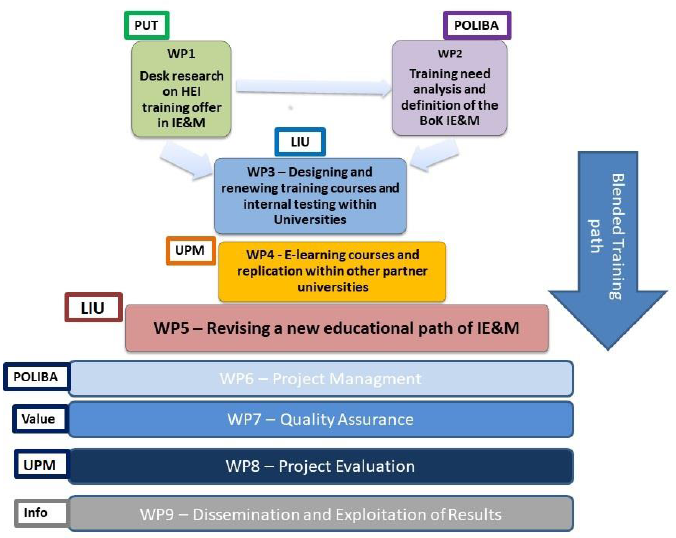 PUT
POLIBA
WP1
Desk research
on HEI
training offer
in IE&M
WP2
Training need
analysis and
definition of the
BoK IE&M
LIU
WP3 – Designing and
renewing training courses and
internal testing within
Universities
UPM
WP4 - E-learning courses and
replication within other partner
universities
LIU
WP5 – Revising a new educational path of IE&M
Blended Training
path
POLIBA
WP6 – Project Managment
Value
WP7 – Quality Assurance
UPM
WP8 – Project Evaluation
Info
WP9 – Dissemination and Exploitation of Results